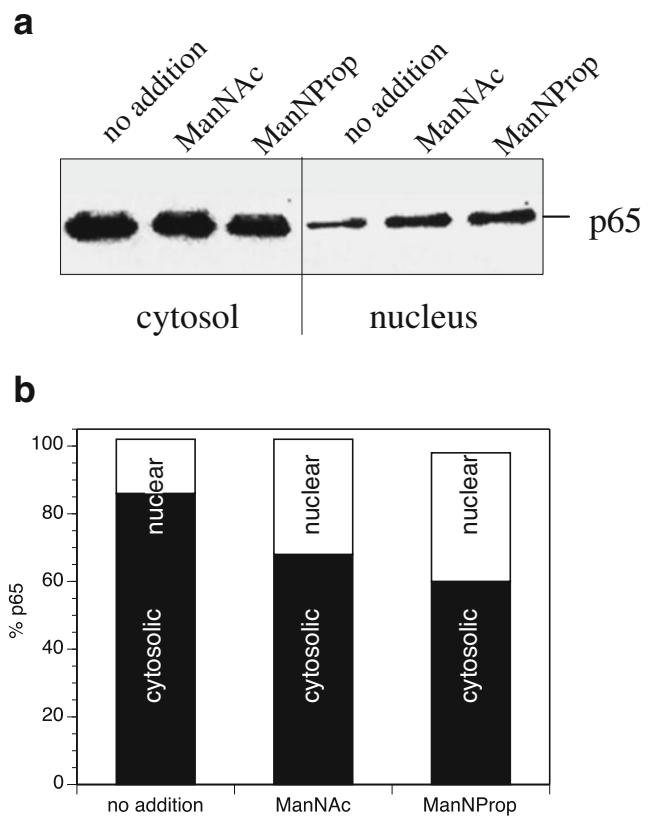 a
no addition ManNAc ManNProp no addition ManNAc ManNProp
p65
cytosol nucleus
b
100
80
60
40
20
0
% p65
nuclear nuclear nuclear
cytosolic cytosolic cytosolic
no addition ManNAc ManNProp